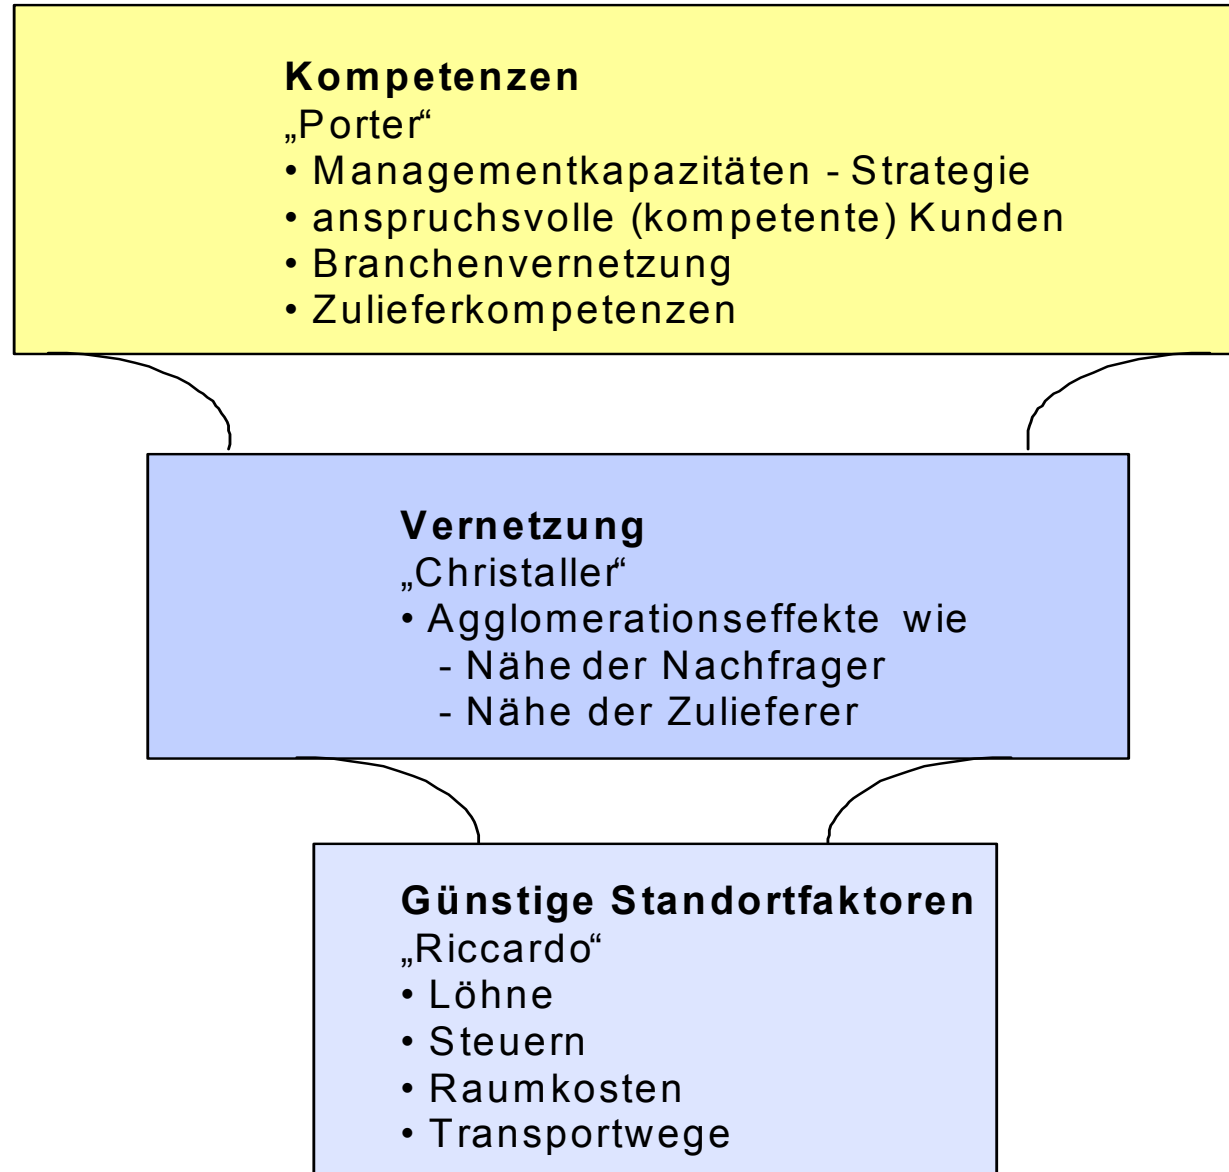 Kompetenzen
„Porter“
• Managementkapazitäten - Strategie
• anspruchsvolle (kompetente) Kunden
• Branchenvernetzung
• Zulieferkompetenzen
Vernetzung
„Christaller“
• Agglomerationseffekte wie
- Nähe der Nachfrager
- Nähe der Zulieferer
Günstige Standortfaktoren
„Riccardo“
• Löhne
• Steuern
• Raumkosten
• Transportwege